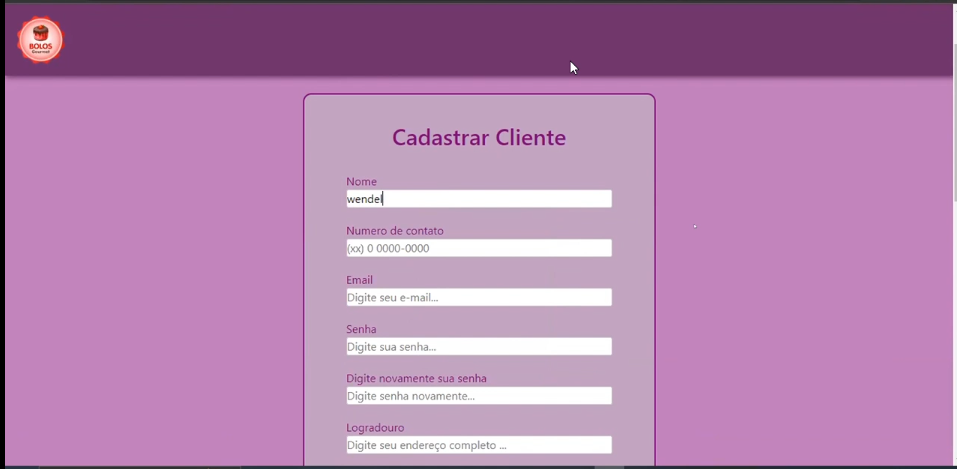 BOLOS
Gourmet
Cadastrar Cliente
Nome
wendel
Numero de contato
(xx) 0 0000-0000
Email
Digite seu e-mail...
Senha
Digite sua senha...
Digite novamente sua senha
Digite senha novamente...
Logradouro
Digite seu endereço completo ...